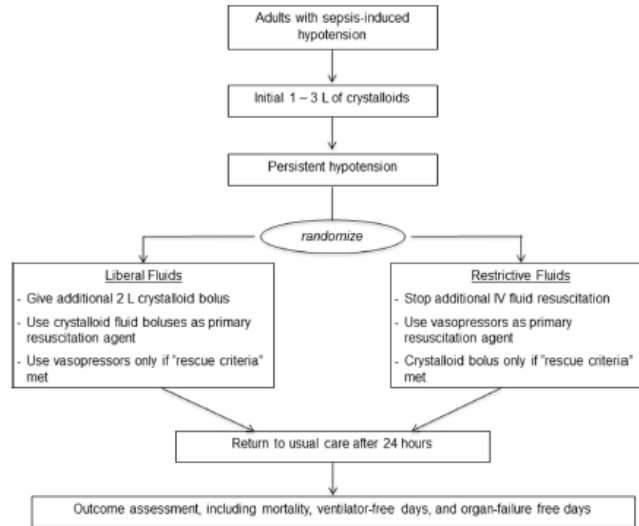 Adults with sepsis-induced
hypotension
Initial 1 – 3 L of crystalloids
Persistent hypotension
randomize
Liberal Fluids
- Give additional 2 L crystalloid bolus
- Use crystalloid fluid boluses as primary
resuscitation agent
- Use vasopressors only if "rescue criteria"
met
Restrictive Fluids
- Stop additional IV fluid resuscitation
- Use vasopressors as primary
resuscitation agent
- Crystalloid bolus only if "rescue criteria"
met
Return to usual care after 24 hours
Outcome assessment, including mortality, ventilator-free days, and organ-failure free days